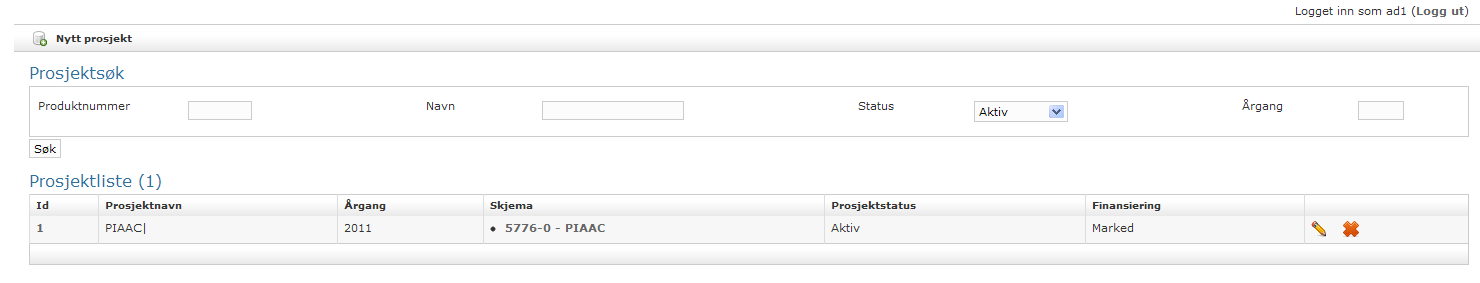 Logget inn som ad1 (Logg ut)
Nytt prosjekt
Prosjektsøk
Produktnummer Navn Status Aktiv Årgang
Søk
Prosjektliste (1)
Id Prosjektnavn Årgang Skjema Prosjektstatus Finansiering
1 PIAAC| 2011 • 5776-0 - PIAAC Aktiv Marked